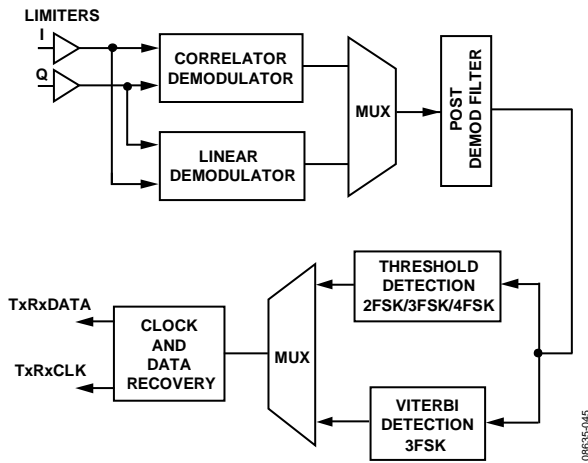 LIMITERS
I
Q
CORRELATOR
DEMODULATOR
LINEAR
DEMODULATOR
MUX
POST
DEMOD FILTER
THRESHOLD
DETECTION
2FSK/3FSK/4FSK
VITERBI
DETECTION
3FSK
MUX
CLOCK
AND
DATA
RECOVERY
TxRxDATA
TxRxCLK
08635-045